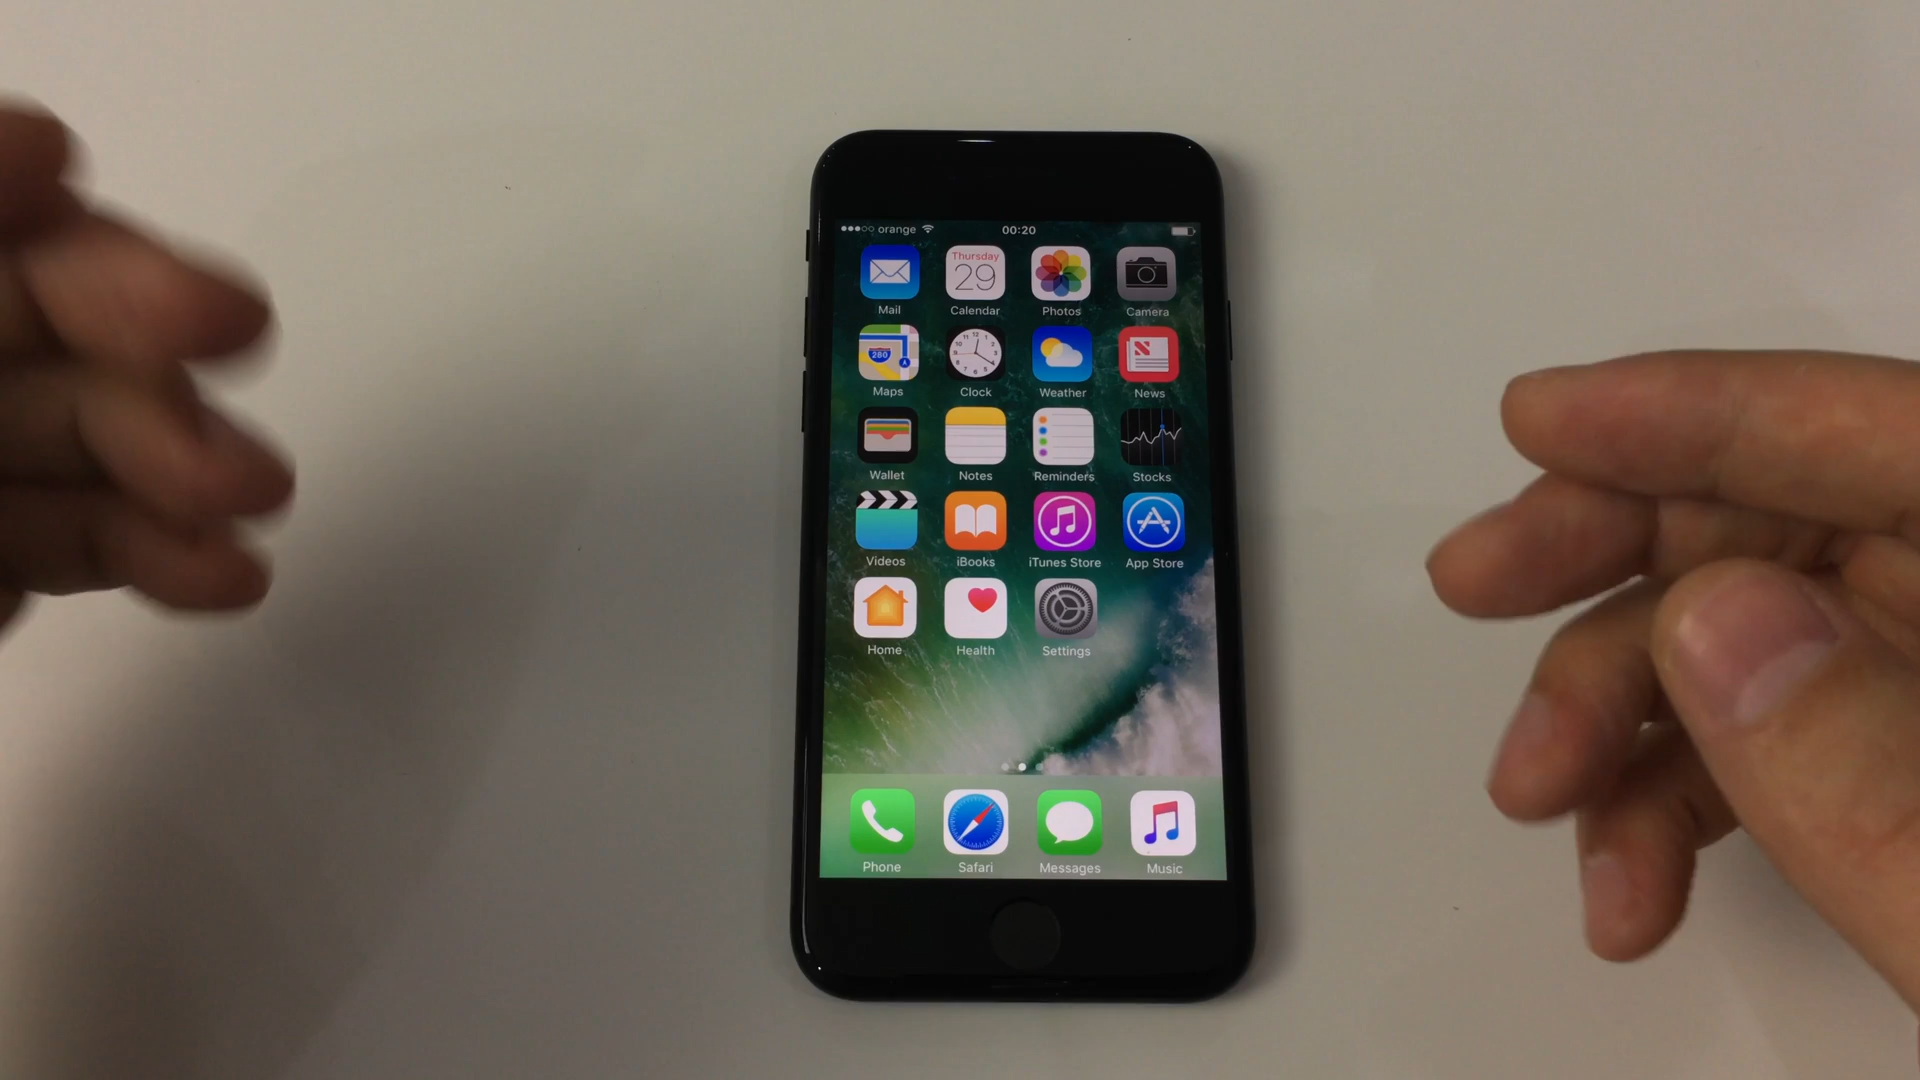 orange 00:20
Thursday
29
Mail Calendar Photos Camera
280
Maps Clock Weather News
Wallet Notes Reminders Stocks
Videos iBooks iTunes Store App Store
Home Health Settings
Phone Safari Messages Music